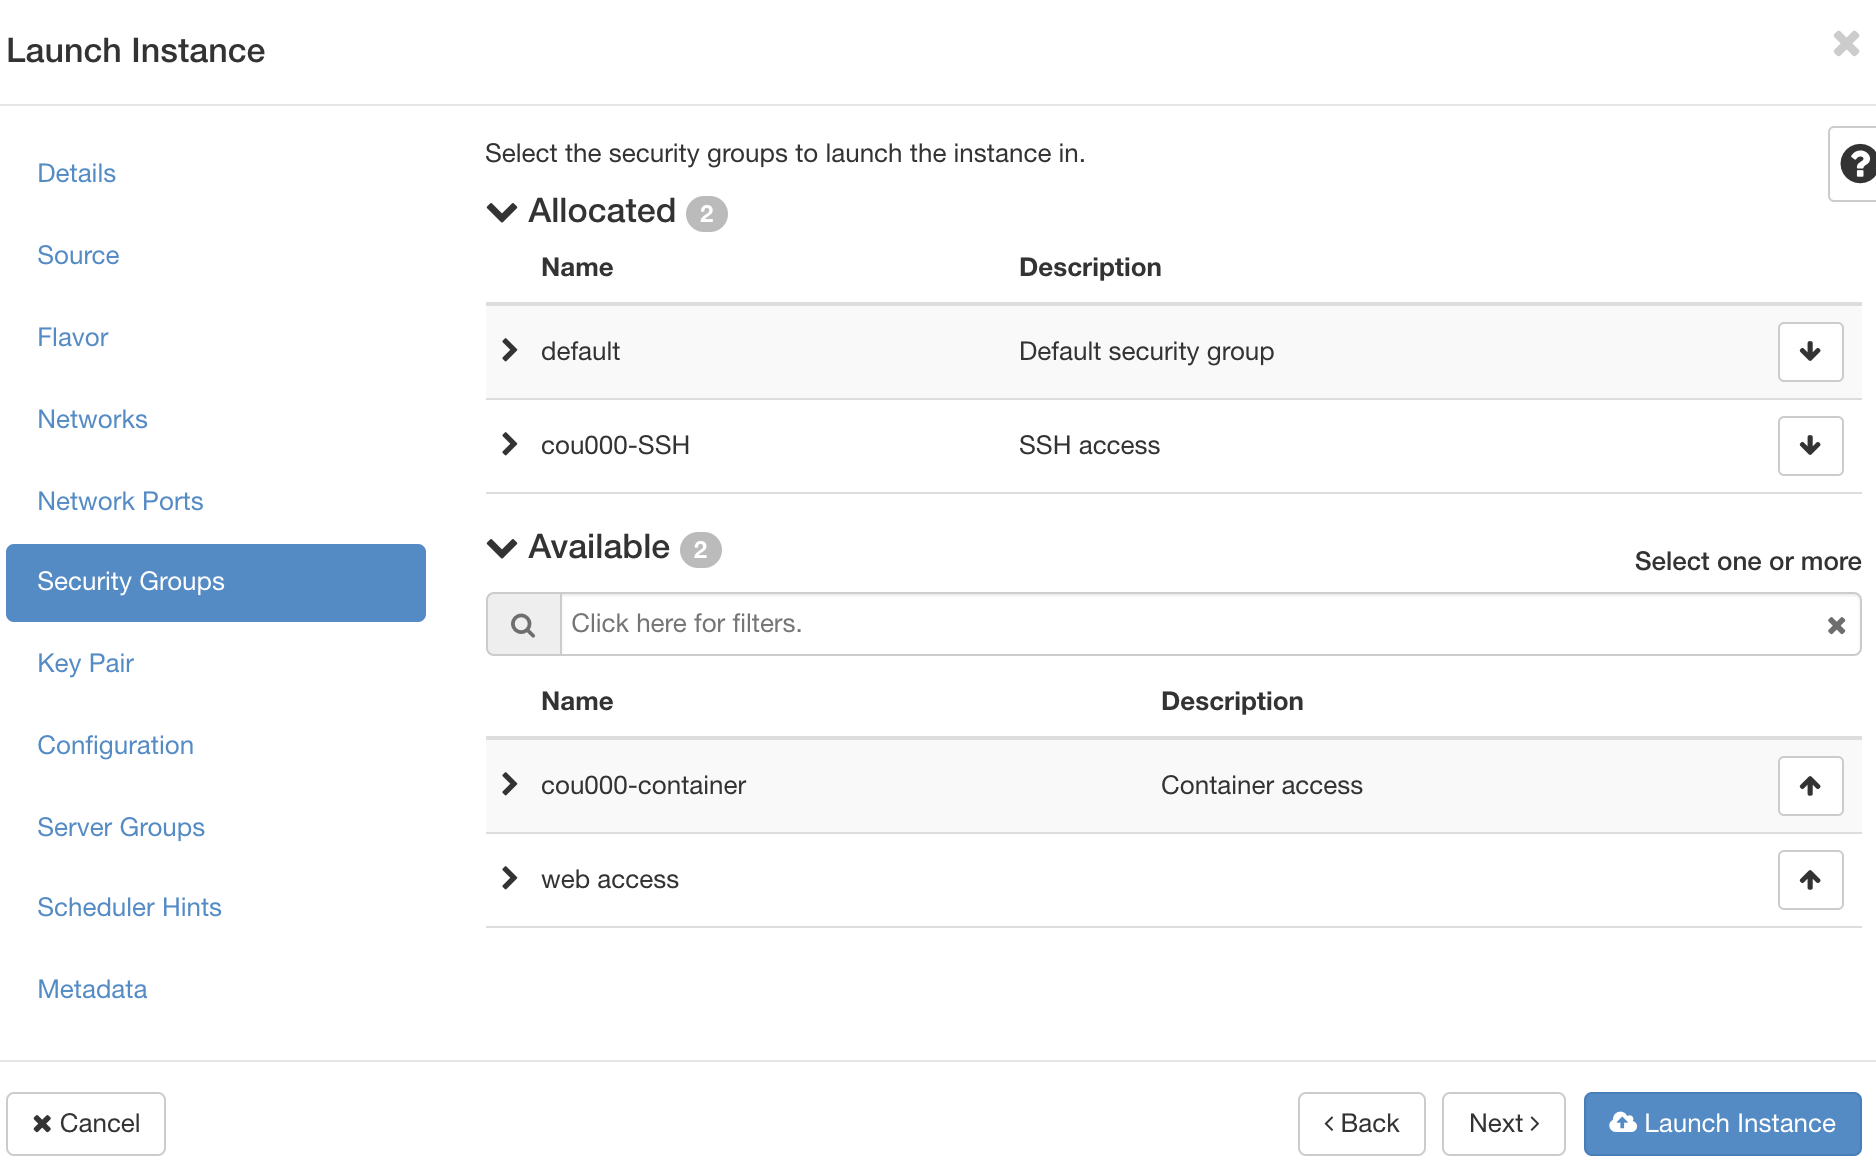 Launch Instance
Details
Source
Flavor
Networks
Network Ports
Security Groups
Key Pair
Configuration
Server Groups
Scheduler Hints
Metadata
Select the security groups to launch the instance in.
Allocated 2
Name Description
default Default security group
cou000-SSH SSH access
Available 2
Select one or more
Click here for filters.
Name Description
cou000-container Container access
web access
Cancel
Back
Next
Launch Instance